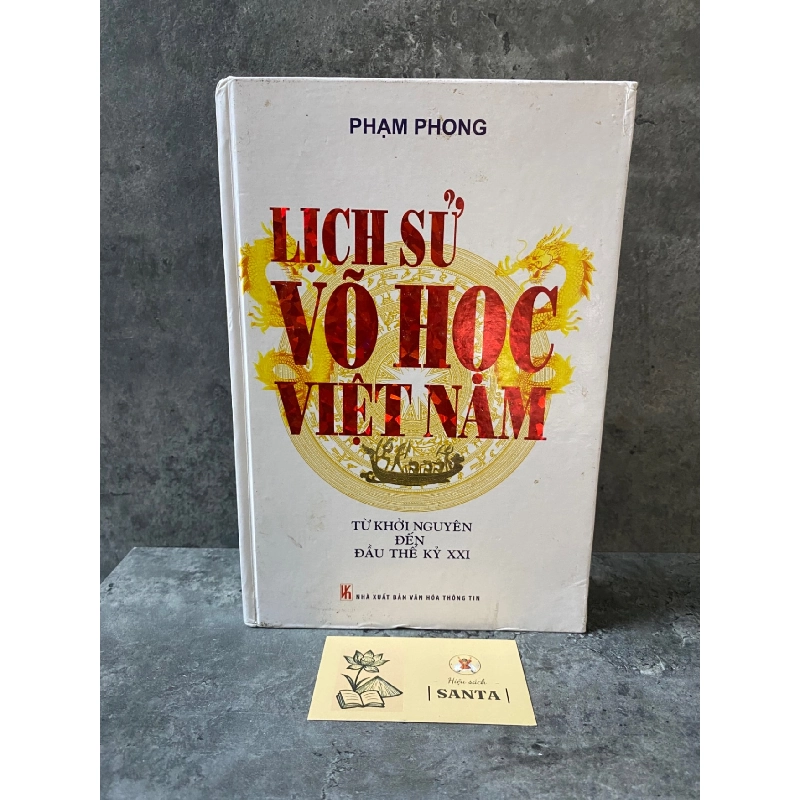 PHẠM PHONG
LỊCH SỬ
VÕ HỌC
VIỆT NAM
TỪ KHỞI NGUYÊN
ĐẾN
ĐẦU THẾ KỶ XXI
NHÀ XUẤT BẢN VĂN HÓA THÔNG TIN
Hiệu sách
| SANTA |